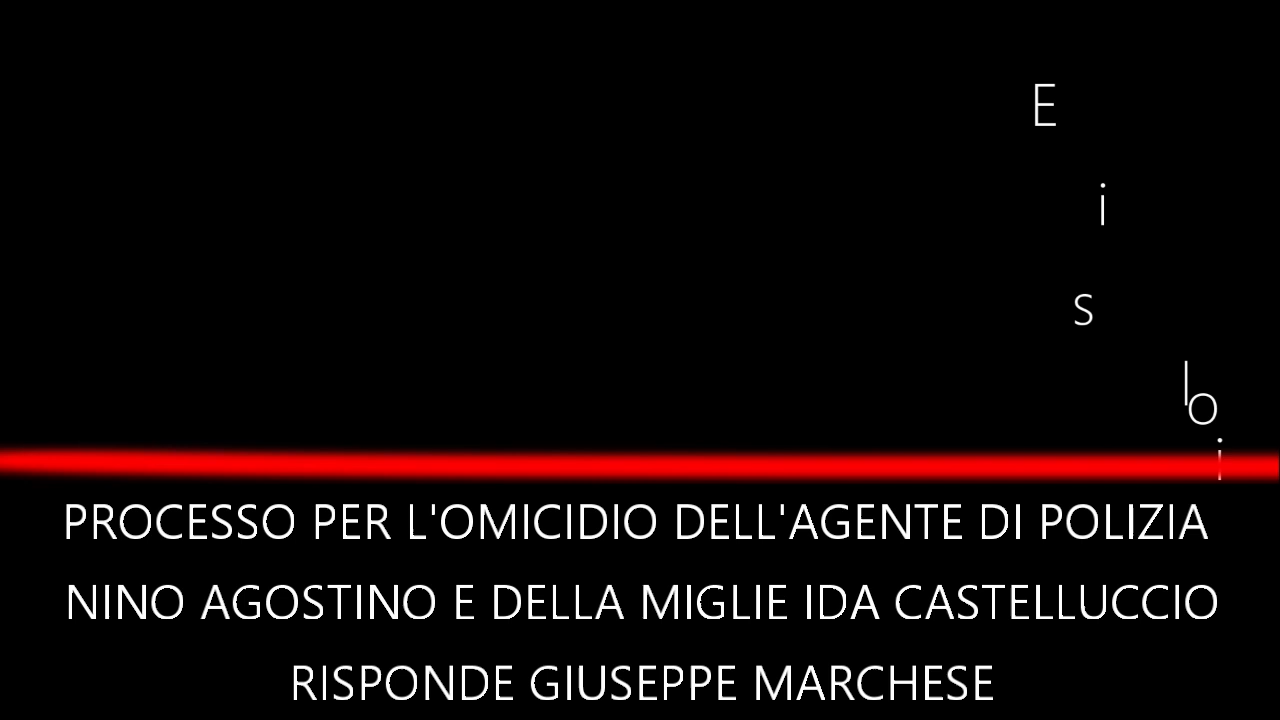 E
i
s
l
o
i
PROCESSO PER L'OMICIDIO DELL'AGENTE DI POLIZIA
NINO AGOSTINO E DELLA MIGLIE IDA CASTELLUCCIO
RISPONDE GIUSEPPE MARCHESE